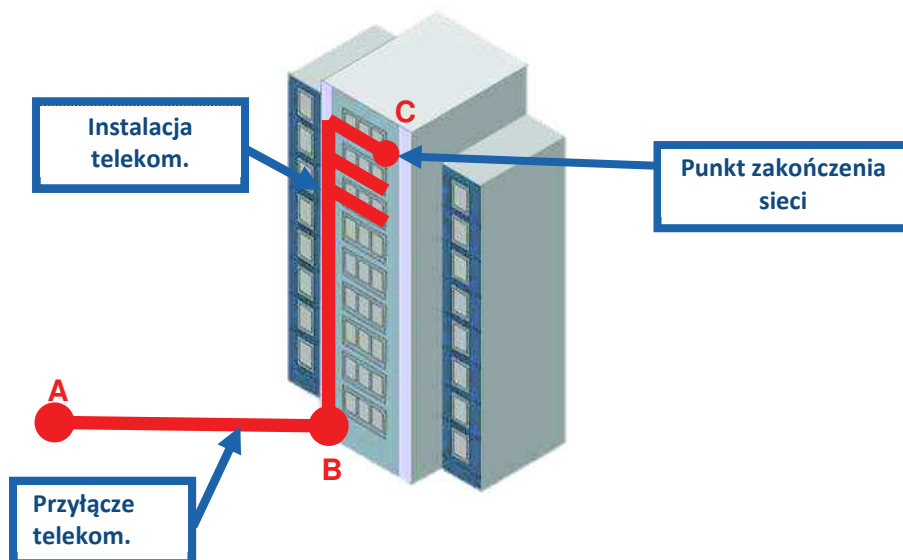 Instalacja
telekom.
C
Punkt zakończenia
sieci
A
B
Przyłącze
telekom.